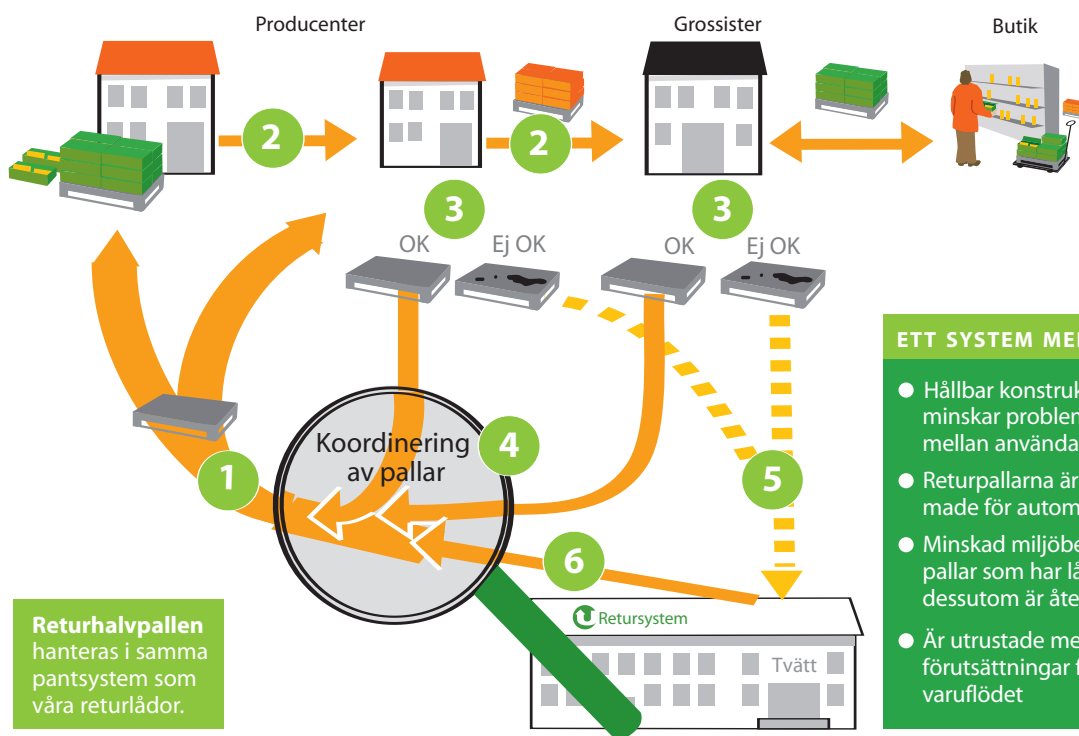 Producenter
Grossister
Butik
2
2
3
3
OK
Ej OK
OK
Ej OK
Koordinering
av pallar
4
1
5
6
Retursystem
Tvätt
Returhalvpallen
hanteras i samma
pantsystem som
våra returlådor.
ETT SYSTEM
Hållbar
minskar
mellan
Returpallarna är
made för
Minskad
pallar som har
dessutom är
Är utrustade
förutsättningar
varuflödet